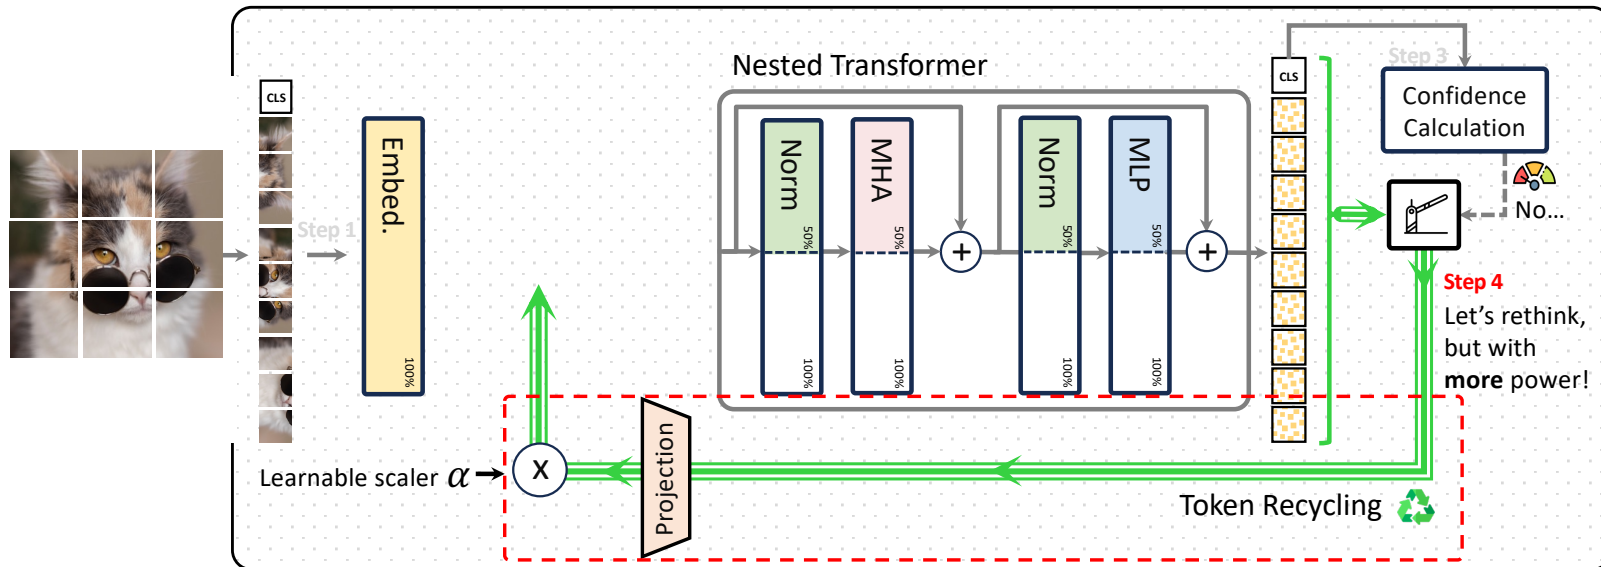 Nested Transformer
Step 3
CLS
CLS
Confidence
Calculation
Embed.
100%
Norm
50%
100%
MHA
50%
100%
Norm
50%
100%
MLP
50%
100%
+
+
Step 1
No...
Step 4
Let's rethink,
but with
more power!
Learnable scaler α
X
Projection
Token Recycling